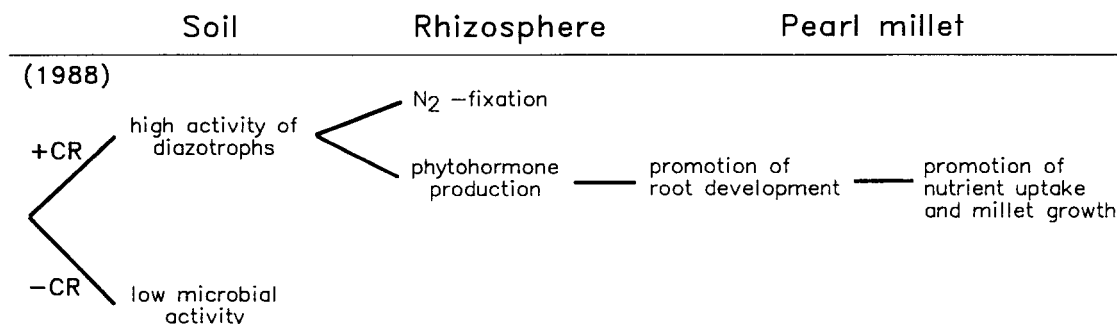 Soil Rhizosphere Pearl millet
(1988)
+CR
high activity of
diazotrophs
N2 -fixation
phytohormone
production
promotion of
root development
promotion of
nutrient uptake
and millet growth
-CR
low microbial
activity